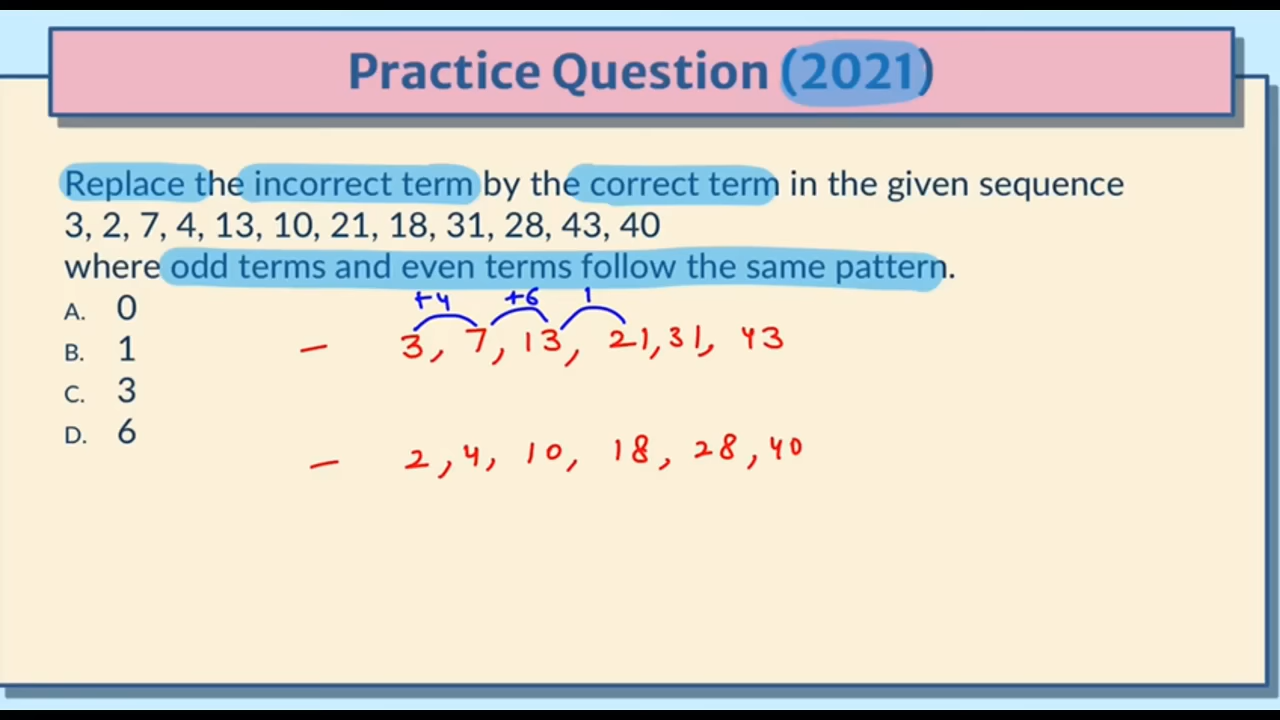 Practice Question (2021)
Replace the incorrect term by the correct term in the given sequence
3, 2, 7, 4, 13, 10, 21, 18, 31, 28, 43, 40
where odd terms and even terms follow the same pattern.
A. 0
B. 1
C. 3
D. 6
+4 +6 1
– 3, 7, 13, 21, 31, 43
– 2, 4, 10, 18, 28, 40